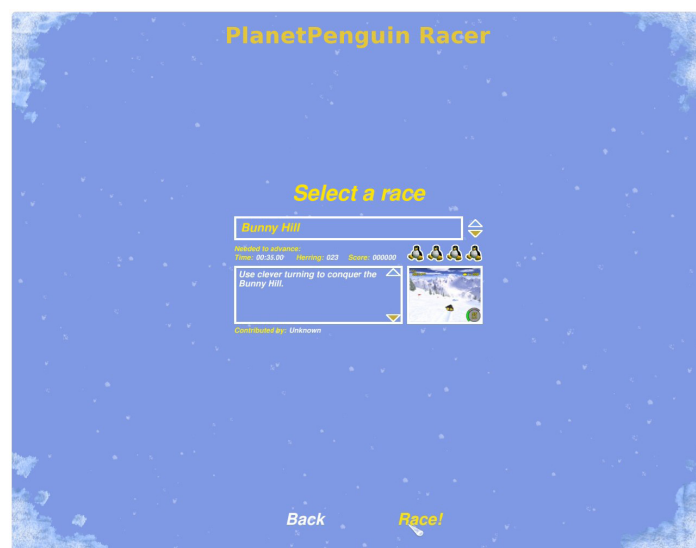 PlanetPenguin Racer
Select a race
Bunny Hill
Needed to advance:
Time: 00:35.00 Herring: 023 Score: 000000
Use clever turning to conquer the
Bunny Hill.
Contributed by: Unknown
Back Race!